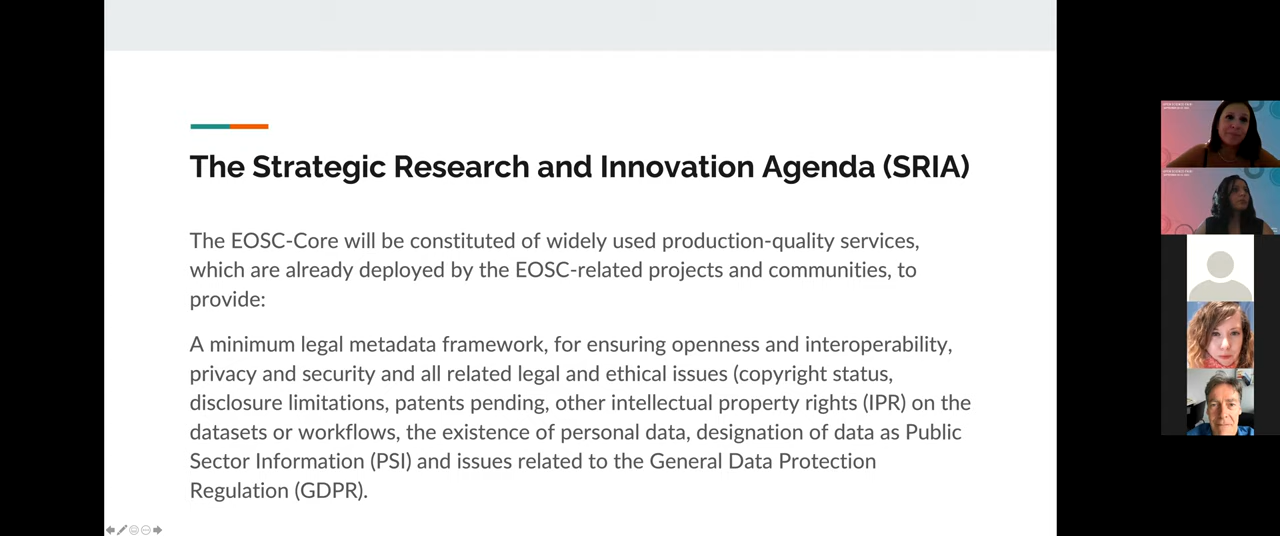 The Strategic Research and Innovation Agenda (SRIA)
The EOSC-Core will be constituted of widely used production-quality services,
which are already deployed by the EOSC-related projects and communities, to
provide:
A minimum legal metadata framework, for ensuring openness and interoperability,
privacy and security and all related legal and ethical issues (copyright status,
disclosure limitations, patents pending, other intellectual property rights (IPR) on the
datasets or workflows, the existence of personal data, designation of data as Public
Sector Information (PSI) and issues related to the General Data Protection
Regulation (GDPR).